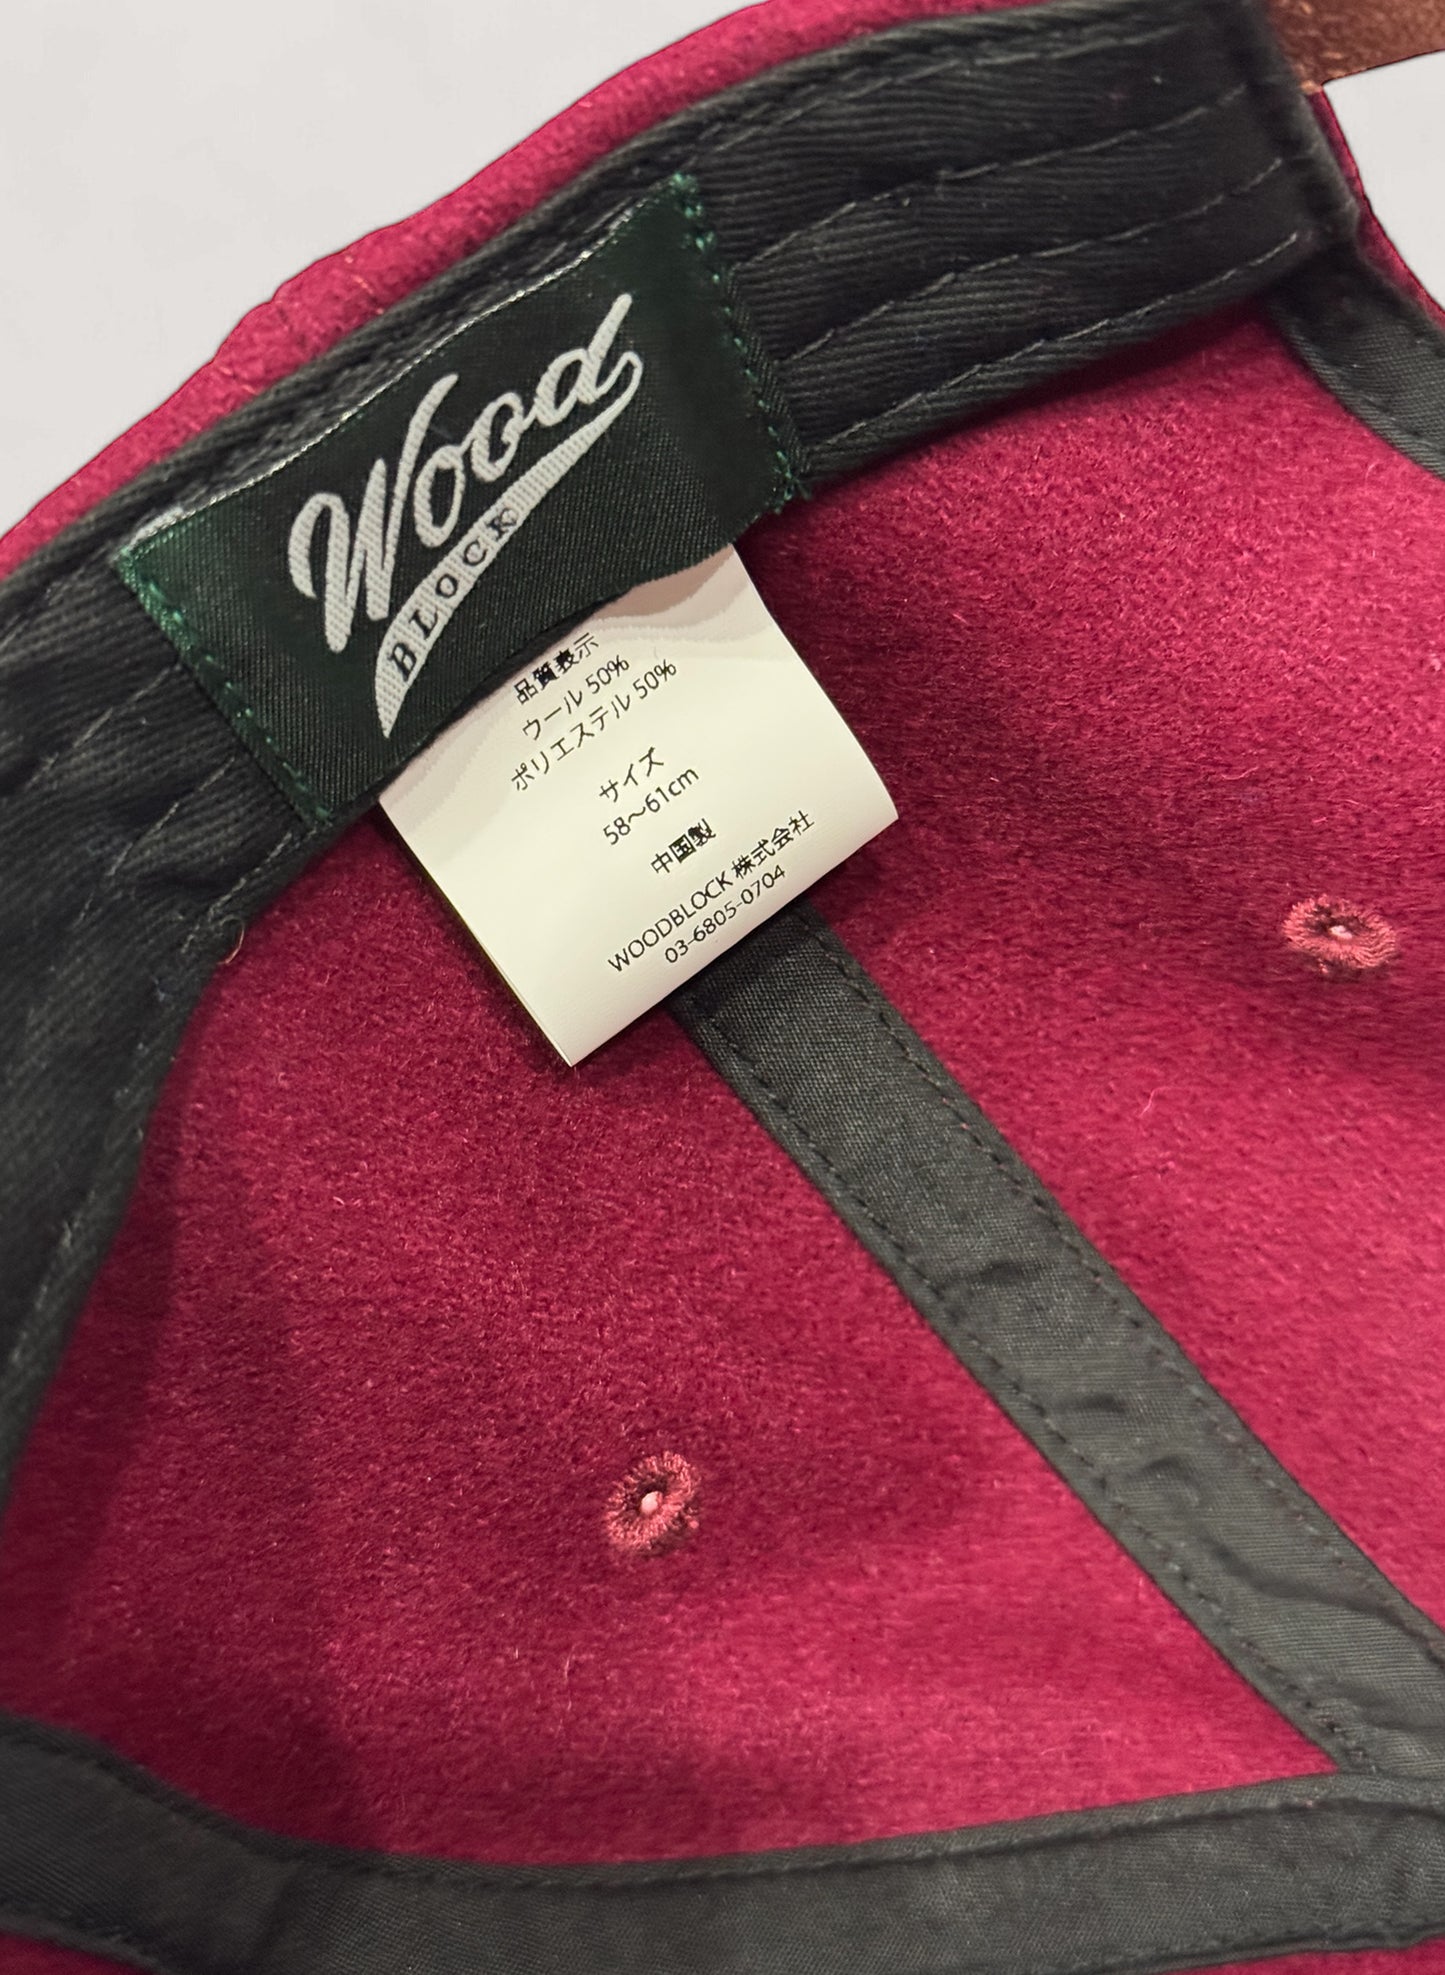 Wood
BLOCK
品質表示
ウール 50%
ポリエステル 50%
サイズ
58～61cm
中国製
WOODBLOCK 株式会社
03-6805-0704